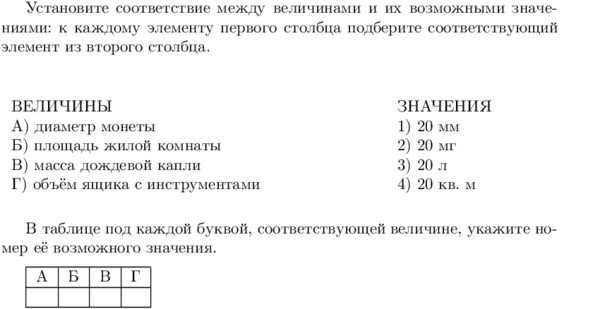 Установите соответствие между величинами и их возможными значе-
ниями: к каждому элементу первого столбца подберите соответствующий
элемент из второго столбца.
ВЕЛИЧИНЫ
А) диаметр монеты
Б) площадь жилой комнаты
В) масса дождевой капли
Г) объём ящика с инструментами
ЗНАЧЕНИЯ
1) 20 мм
2) 20 мг
3) 20 л
4) 20 кв. м
В таблице под каждой буквой, соответствующей величине, укажите но-
мер её возможного значения.
А Б В Г